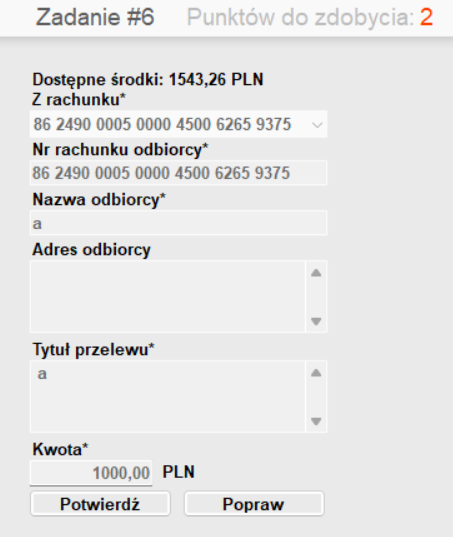 Zadanie #6 Punktów do zdobycia: 2
Dostępne środki: 1543,26 PLN
Z rachunku*
86 2490 0005 0000 4500 6265 9375
Nr rachunku odbiorcy*
86 2490 0005 0000 4500 6265 9375
Nazwa odbiorcy*
a
Adres odbiorcy
Tytuł przelewu*
a
Kwota*
1000,00 PLN
Potwierdź Popraw